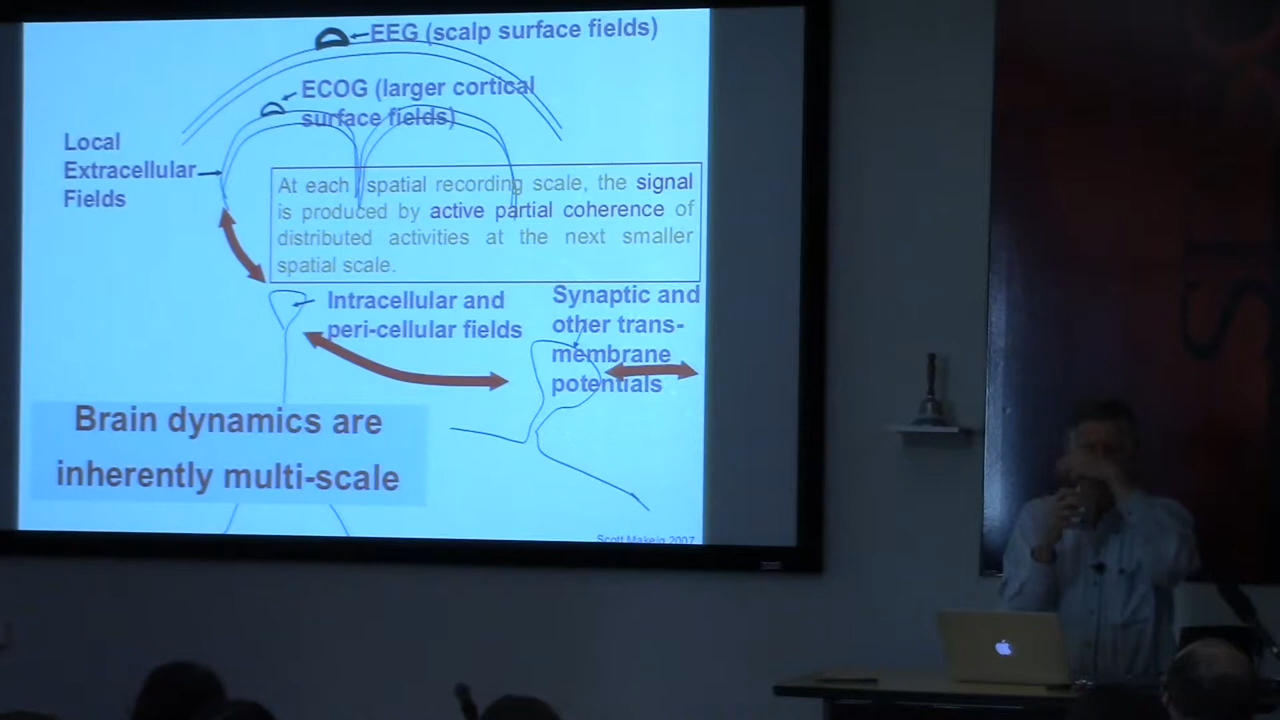 EEG (scalp surface fields)
ECOG (larger cortical
surface fields)
Local
Extracellular
Fields
At each spatial recording scale, the signal
is produced by active partial coherence of
distributed activities at the next smaller
spatial scale.
Intracellular and
peri-cellular fields
Synaptic and
other trans-
membrane
potentials
Brain dynamics are
inherently multi-scale
Scott Makeig 2007